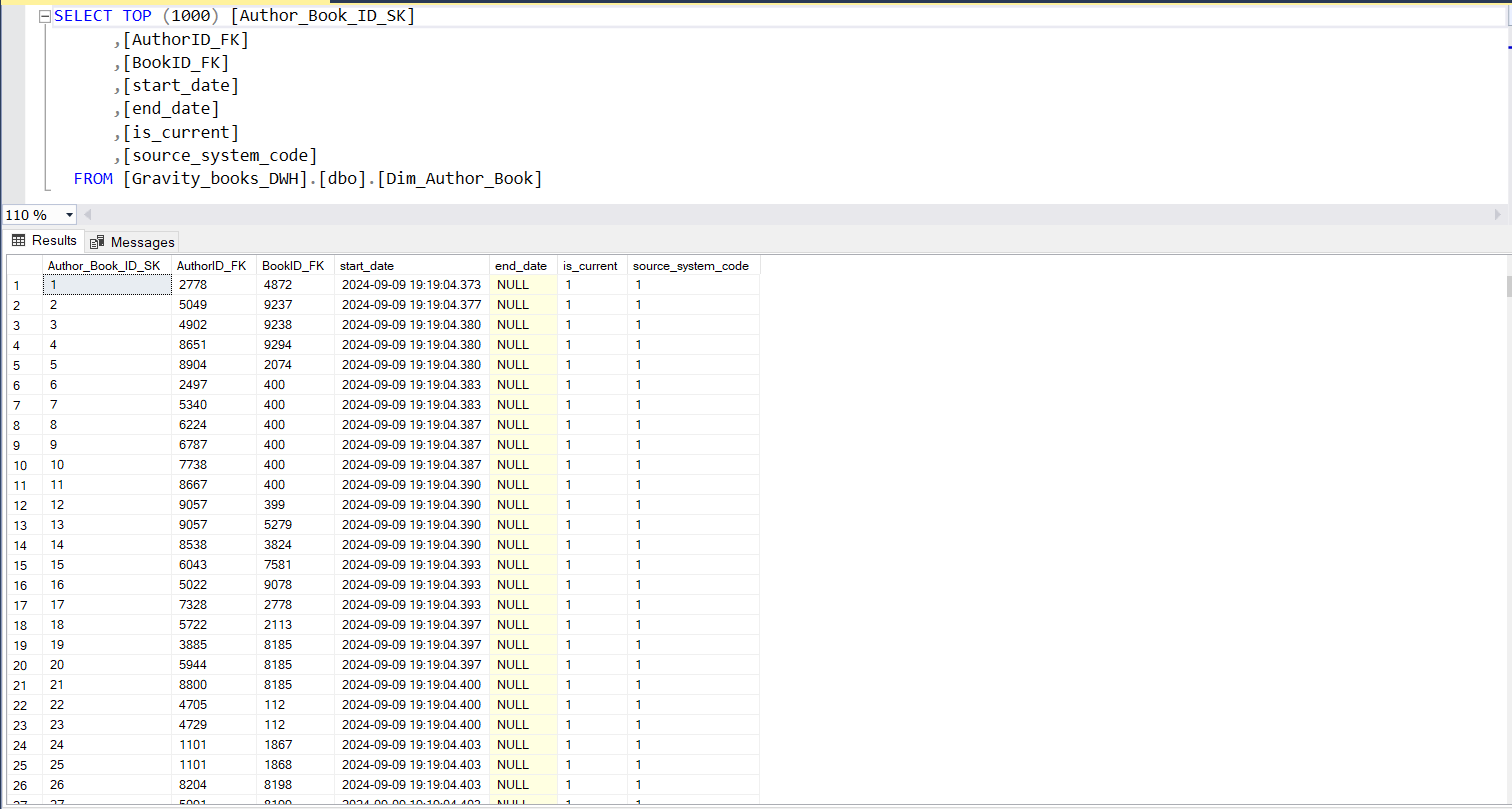 SELECT TOP (1000) [Author_Book_ID_SK]
,[AuthorID_FK]
,[BookID_FK]
,[start_date]
,[end_date]
,[is_current]
,[source_system_code]
FROM [Gravity_books_DWH].[dbo].[Dim_Author_Book]
110 %
Results Messages
Author_Book_ID_SK AuthorID_FK BookID_FK start_date end_date is_current source_system_code
1 1 2778 4872 2024-09-09 19:19:04.373 NULL 1 1
2 2 5049 9237 2024-09-09 19:19:04.377 NULL 1 1
3 3 4902 9238 2024-09-09 19:19:04.380 NULL 1 1
4 4 8651 9294 2024-09-09 19:19:04.380 NULL 1 1
5 5 8904 2074 2024-09-09 19:19:04.380 NULL 1 1
6 6 2497 400 2024-09-09 19:19:04.383 NULL 1 1
7 7 5340 400 2024-09-09 19:19:04.383 NULL 1 1
8 8 6224 400 2024-09-09 19:19:04.387 NULL 1 1
9 9 6787 400 2024-09-09 19:19:04.387 NULL 1 1
10 10 7738 400 2024-09-09 19:19:04.387 NULL 1 1
11 11 8667 400 2024-09-09 19:19:04.390 NULL 1 1
12 12 9057 399 2024-09-09 19:19:04.390 NULL 1 1
13 13 9057 5279 2024-09-09 19:19:04.390 NULL 1 1
14 14 8538 3824 2024-09-09 19:19:04.390 NULL 1 1
15 15 6043 7581 2024-09-09 19:19:04.393 NULL 1 1
16 16 5022 9078 2024-09-09 19:19:04.393 NULL 1 1
17 17 7328 2778 2024-09-09 19:19:04.393 NULL 1 1
18 18 5722 2113 2024-09-09 19:19:04.397 NULL 1 1
19 19 3885 8185 2024-09-09 19:19:04.397 NULL 1 1
20 20 5944 8185 2024-09-09 19:19:04.397 NULL 1 1
21 21 8800 8185 2024-09-09 19:19:04.400 NULL 1 1
22 22 4705 112 2024-09-09 19:19:04.400 NULL 1 1
23 23 4729 112 2024-09-09 19:19:04.400 NULL 1 1
24 24 1101 1867 2024-09-09 19:19:04.403 NULL 1 1
25 25 1101 1868 2024-09-09 19:19:04.403 NULL 1 1
26 26 8204 8198 2024-09-09 19:19:04.403 NULL 1 1